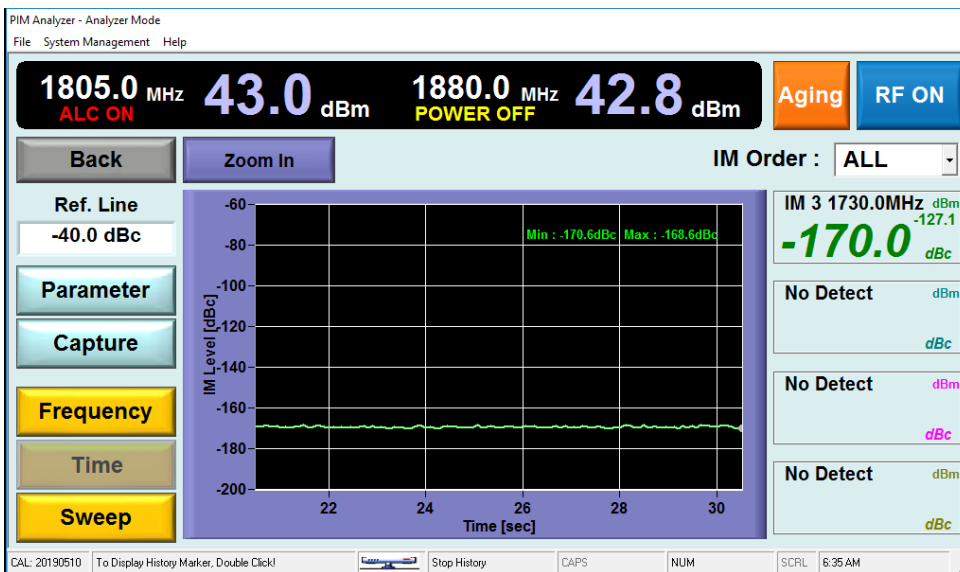 PIM Analyzer - Analyzer Mode
File System Management Help
1805.0 MHz 43.0 dBm 1880.0 MHz 42.8 dBm
ALC ON POWER OFF
Aging
RF ON
Back
Zoom In
IM Order : ALL
Ref. Line
-40.0 dBc
Parameter
Capture
Frequency
Time
Sweep
IM Level [dBc]
-60
-80
-100
-120
-140
-160
-180
-200
Min : -170.6dBc Max : -168.6dBc
22 24 26 28 30
Time [sec]
IM 3 1730.0MHz dBm
-127.1
-170.0 dBc
No Detect dBm
dBc
No Detect dBm
dBc
No Detect dBm
dBc
CAL: 20190510 To Display History Marker, Double Click! Stop History CAPS NUM SCRL 6:35 AM